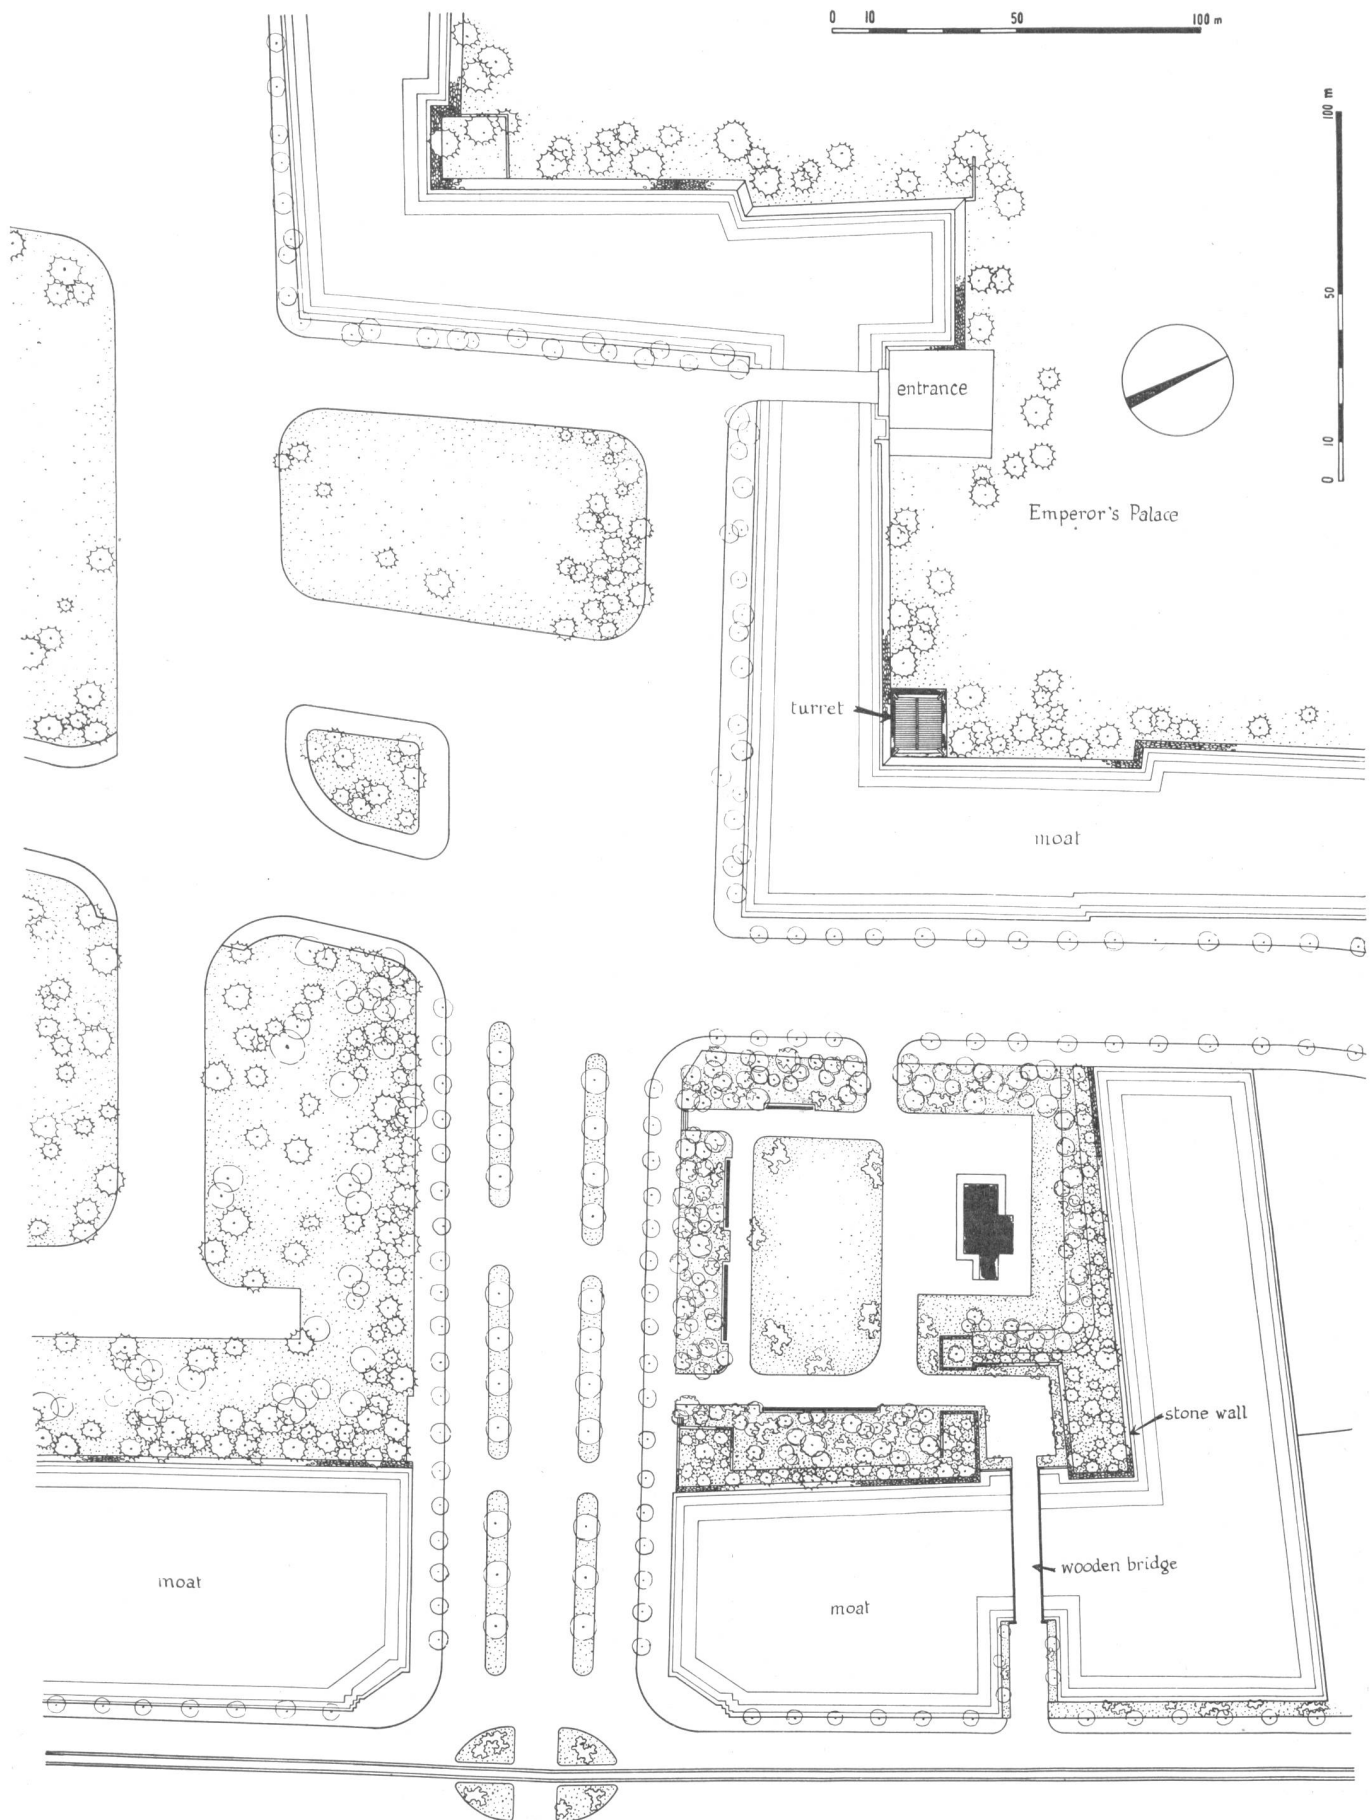 0 10 50 100 m
100 m
50
10
0
entrance
Emperor's Palace
turret
moat
stone wall
wooden bridge
moat
moat